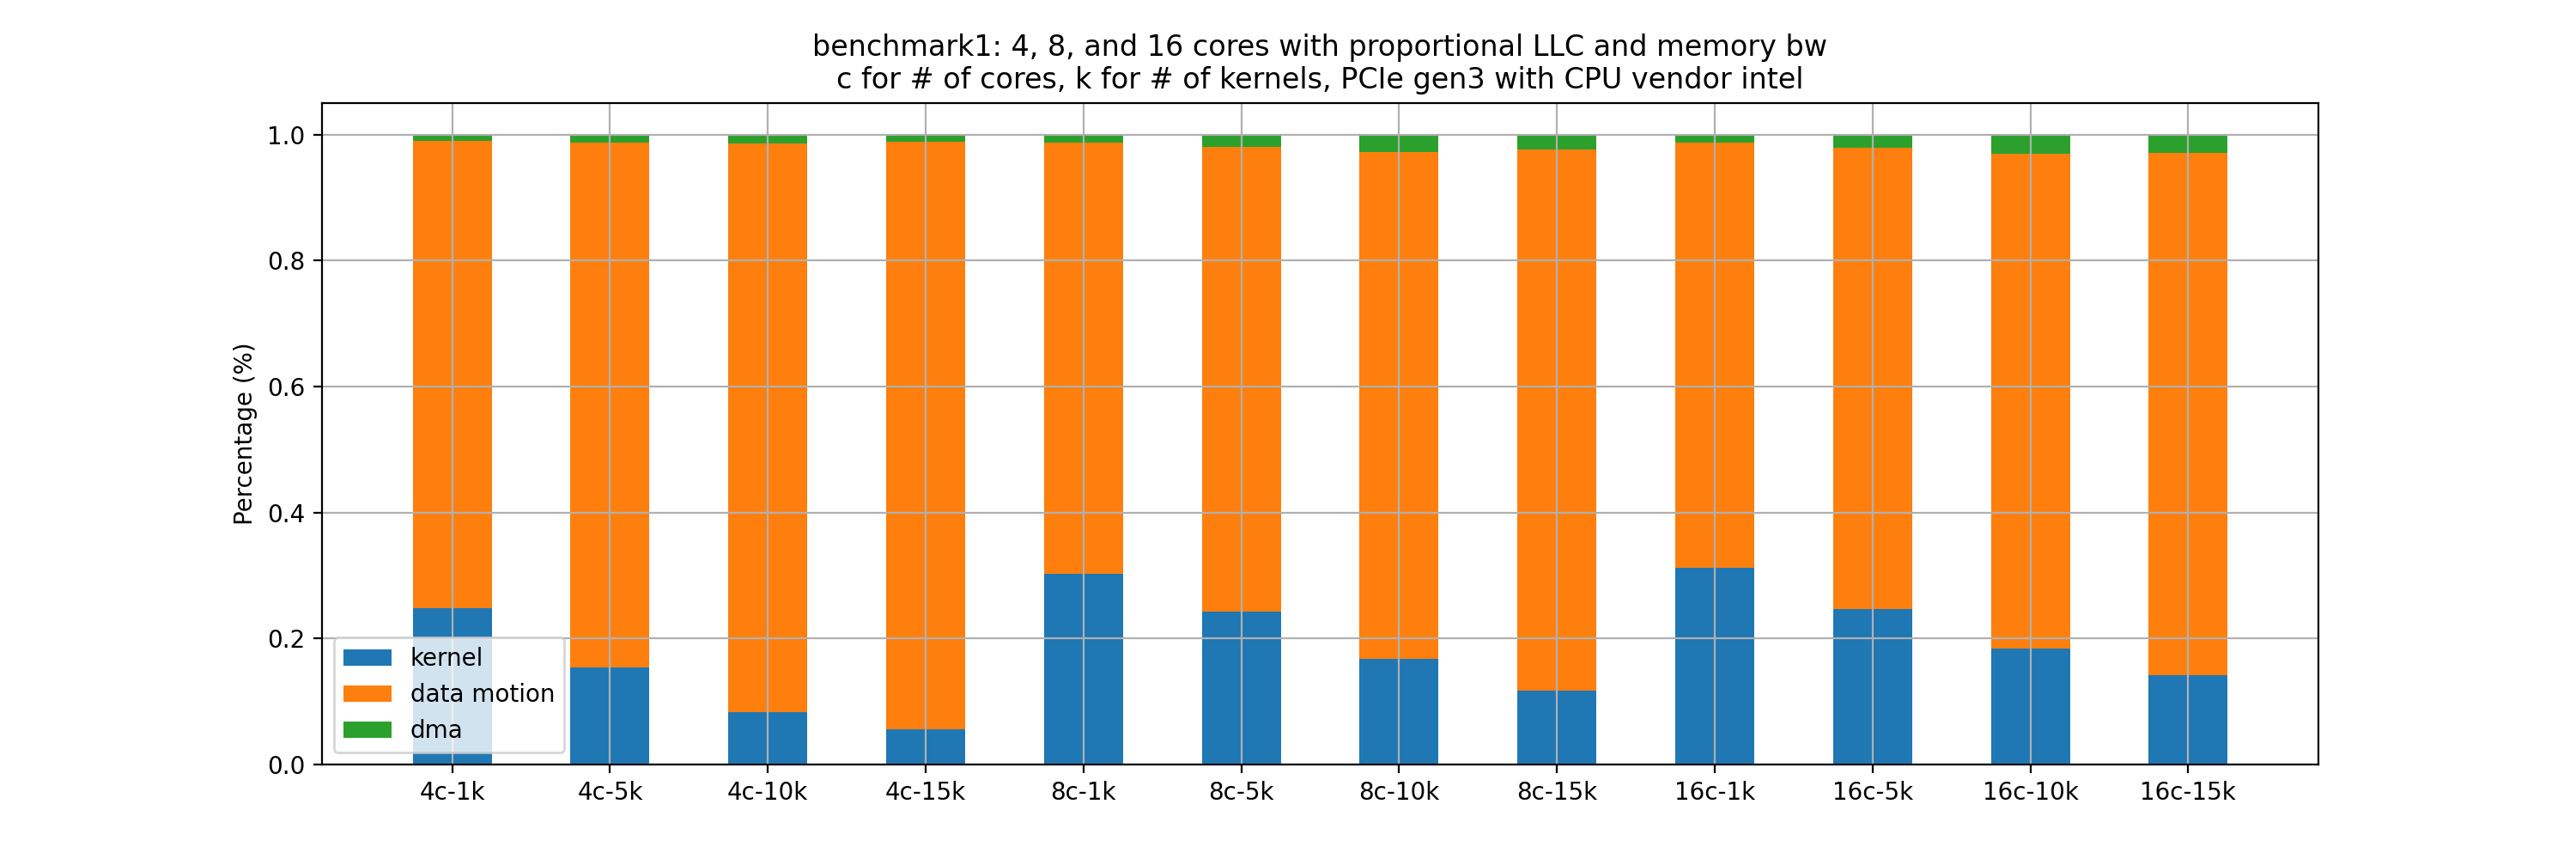 benchmark1: 4, 8, and 16 cores with proportional LLC and memory bw
c for # of cores, k for # of kernels, PCIe gen3 with CPU vendor intel
Percentage (%)
1.0
0.8
0.6
0.4
0.2
0.0
kernel
data motion
dma
4c-1k 4c-5k 4c-10k 4c-15k 8c-1k 8c-5k 8c-10k 8c-15k 16c-1k 16c-5k 16c-10k 16c-15k